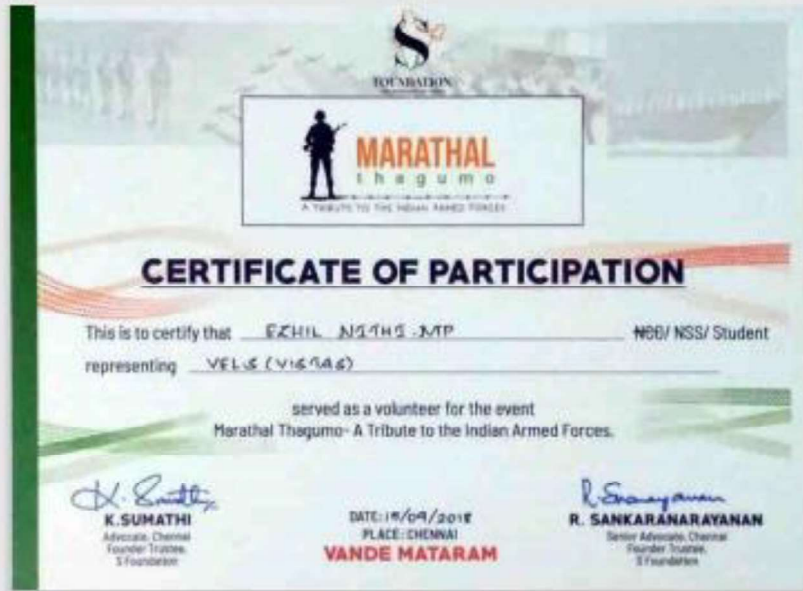 S
FOUNDATION
MARATHAL
thagumo
A TRIBUTE TO THE INDIAN ARMED FORCES
CERTIFICATE OF PARTICIPATION
This is to certify that EZHIL NITHI .MP NCC/ NSS/ Student
representing VELS (VISTAS)
served as a volunteer for the event
Marathal Thagumo- A Tribute to the Indian Armed Forces.
K.SUMATHI
Advocate, Chennai
Founder Trustee,
S Foundation
DATE: /09/2018
PLACE: CHENNAI
VANDE MATARAM
R. SANKARANARAYANAN
Senior Advocate, Chennai
Founder Trustee,
S Foundation